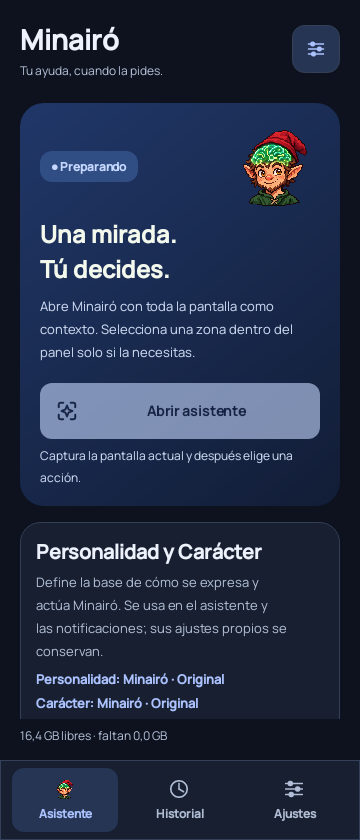 Minairó
Tu ayuda, cuando la pides.
Preparando
Una mirada.
Tú decides.
Abre Minairó con toda la pantalla como
contexto. Selecciona una zona dentro del
panel solo si la necesitas.
Abrir asistente
Captura la pantalla actual y después elige una
acción.
Personalidad y Carácter
Define la base de cómo se expresa y
actúa Minairó. Se usa en el asistente y
las notificaciones; sus ajustes propios se
conservan.
Personalidad: Minairó · Original
Carácter: Minairó · Original
16,4 GB libres · faltan 0,0 GB
Asistente
Historial
Ajustes